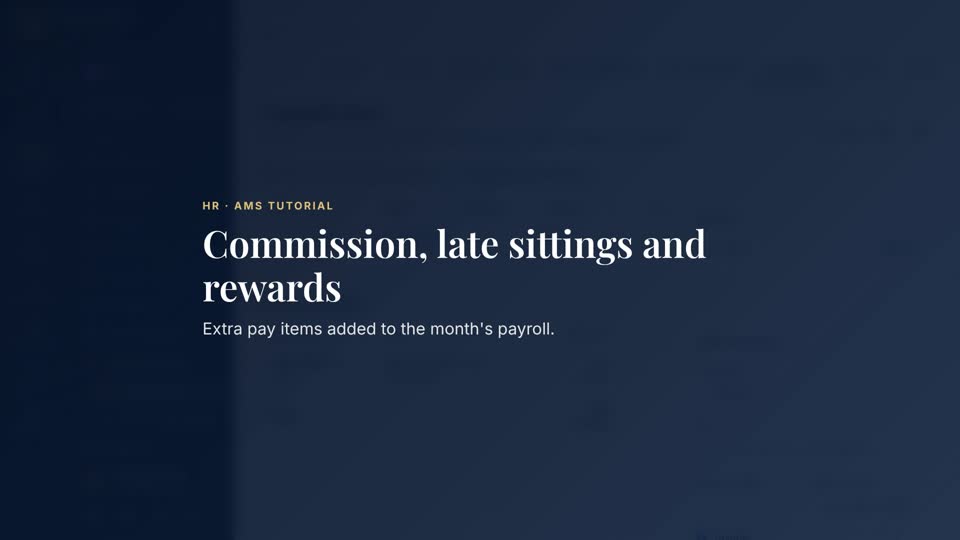 HR · AMS TUTORIAL
Commission, late sittings and
rewards
Extra pay items added to the month's payroll.